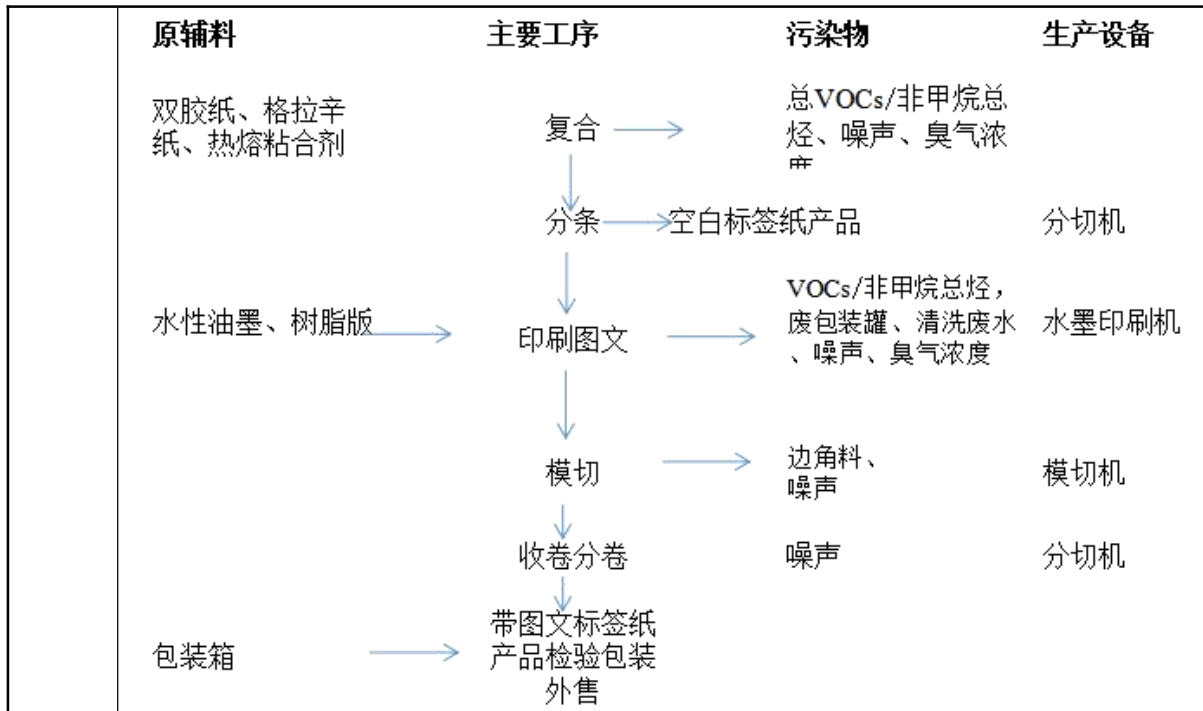 原辅料 主要工序 污染物 生产设备
双胶纸、格拉辛
纸、热熔粘合剂
复合
总VOCs/非甲烷总
烃、噪声、臭气浓
度
分条 空白标签纸产品 分切机
水性油墨、树脂版
印刷图文
VOCs/非甲烷总烃，
废包装罐、清洗废水
、噪声、臭气浓度
水墨印刷机
模切
边角料、
噪声
模切机
收卷分卷 噪声 分切机
包装箱
带图文标签纸
产品检验包装
外售